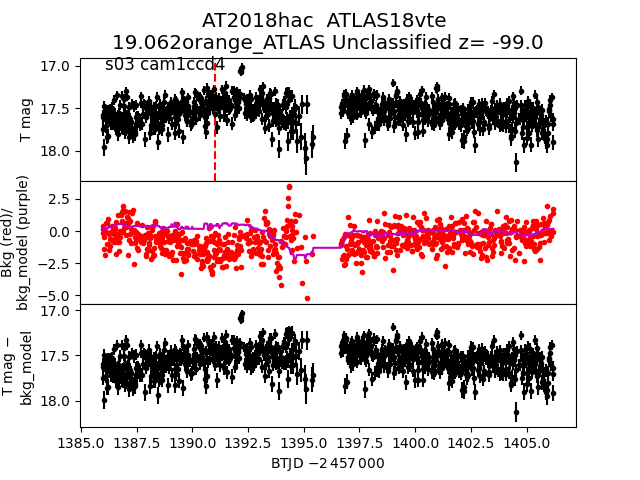 AT2018hac  ATLAS18vte
19.062orange_ATLAS Unclassified z= -99.0
s03 cam1ccd4
17.0
17.5
18.0
T mag
2.5
0.0
−2.5
−5.0
Bkg (red)/
bkg_model (purple)
17.0
17.5
18.0
T mag −
bkg_model
1385.0 1387.5 1390.0 1392.5 1395.0 1397.5 1400.0 1402.5 1405.0
BTJD −2 457 000